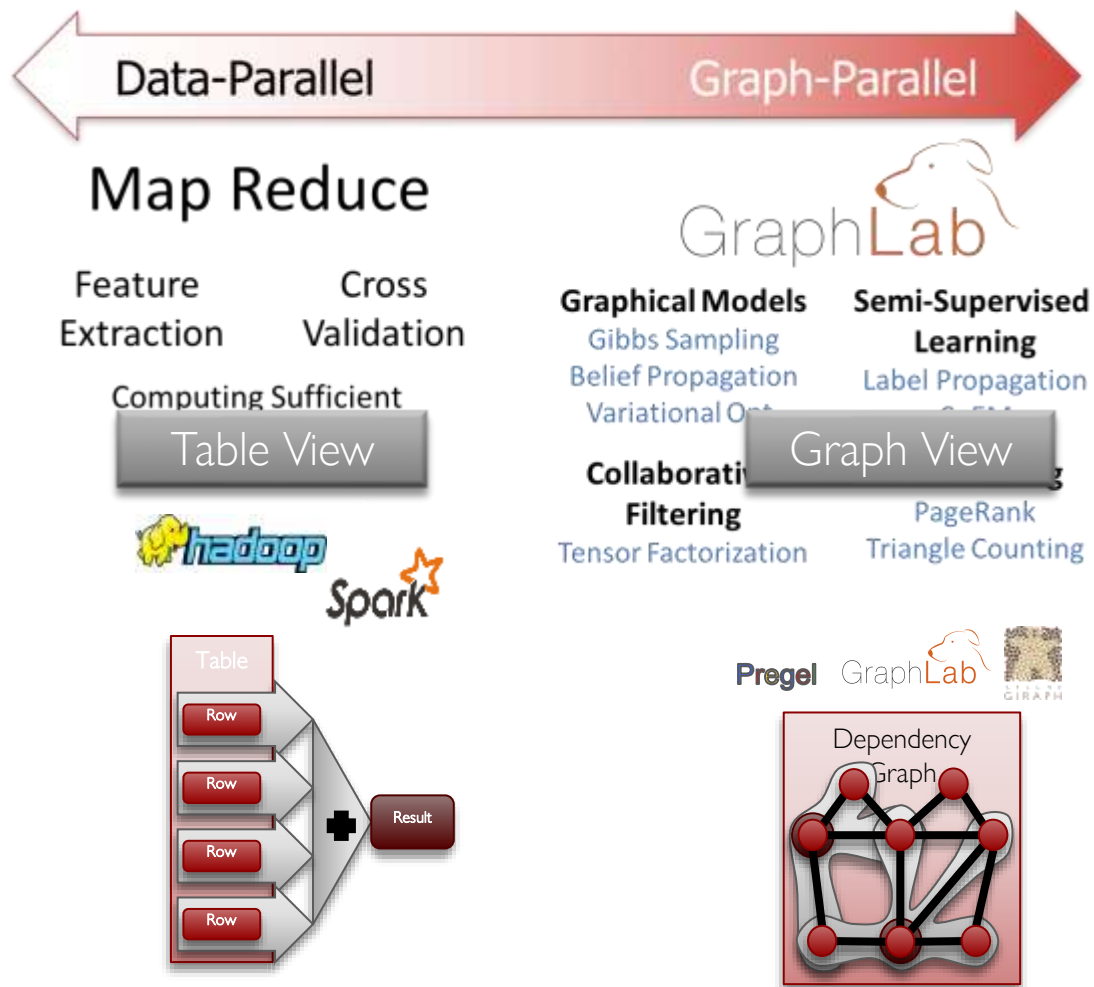 Data-Parallel
Graph-Parallel
Map Reduce
GraphLab
Feature
Extraction
Cross
Validation
Computing Sufficient
Graphical Models
Gibbs Sampling
Belief Propagation
Variational
Semi-Supervised
Learning
Label Propagation
Table View
Graph View
Filtering
Tensor Factorization
PageRank
Triangle Counting
hadoop
Spark
Pregel
GraphLab
GIRAPH
Table
Row
Row
Row
Row
Result
Dependency
Graph